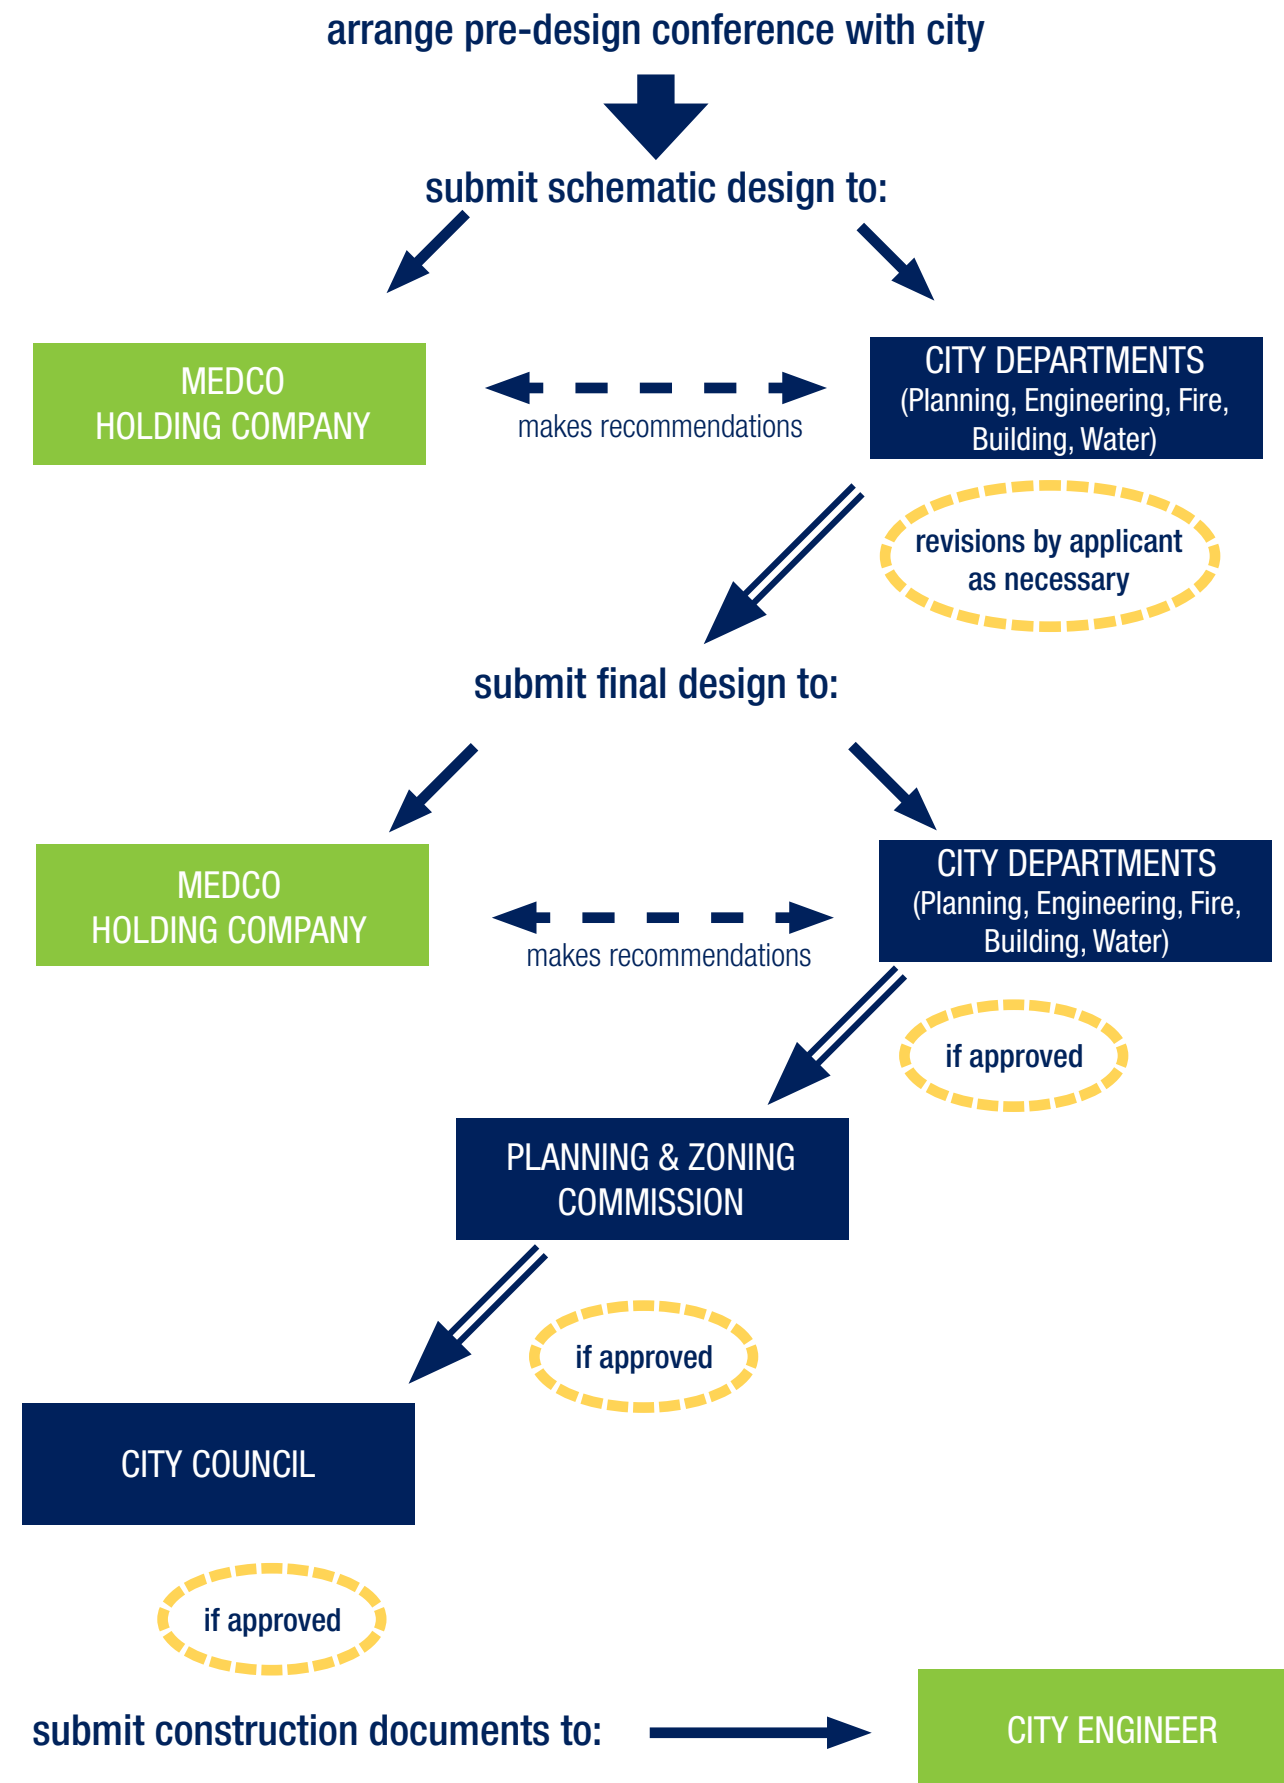 arrange pre-design conference with city
submit schematic design to:
MEDCO
HOLDING COMPANY
makes recommendations
CITY DEPARTMENTS
(Planning, Engineering, Fire,
Building, Water)
revisions by applicant
as necessary
submit final design to:
MEDCO
HOLDING COMPANY
makes recommendations
CITY DEPARTMENTS
(Planning, Engineering, Fire,
Building, Water)
if approved
PLANNING & ZONING
COMMISSION
if approved
CITY COUNCIL
if approved
submit construction documents to:
CITY ENGINEER